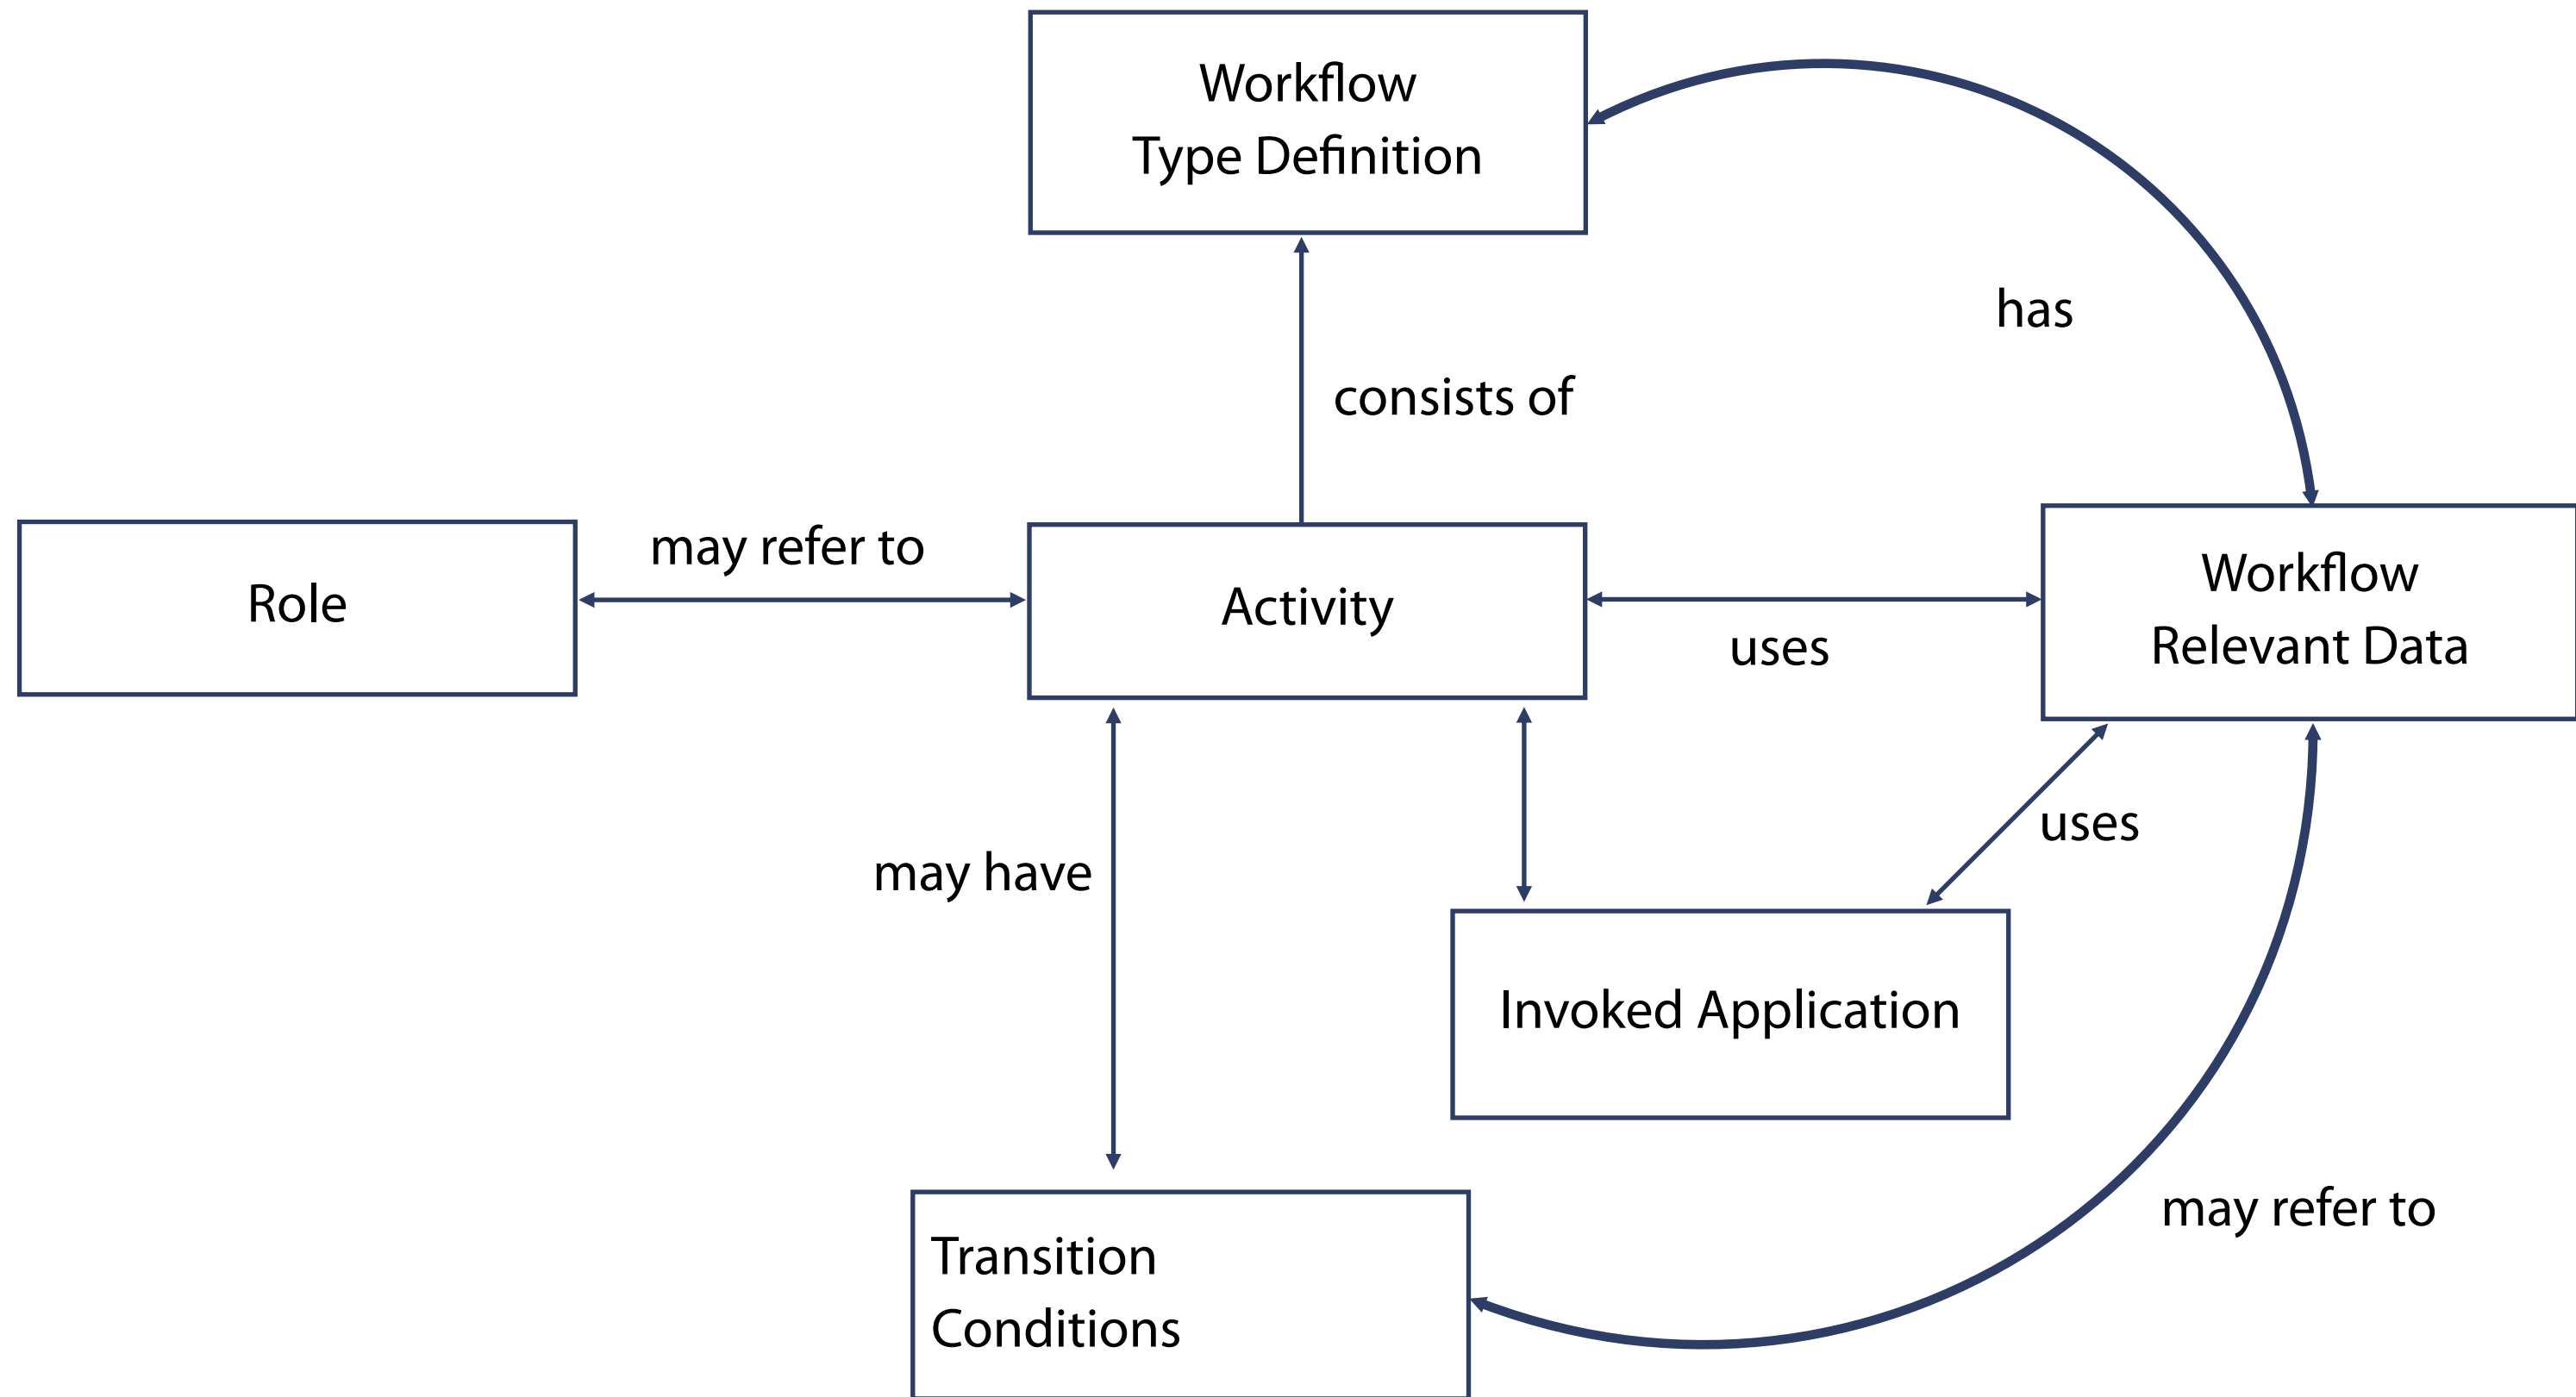 Workflow
Type Definition
has
consists of
may refer to
Role
Activity
uses
Workflow
Relevant Data
uses
may have
Invoked Application
may refer to
Transition
Conditions